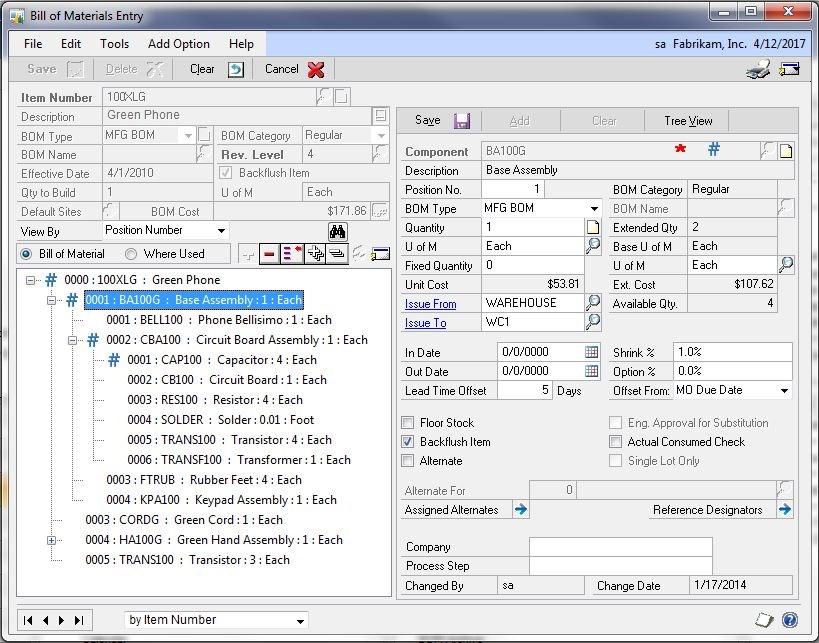 Bill of Materials Entry
File Edit Tools Add Option Help sa Fabrikam, Inc. 4/12/2017
Save Delete Clear Cancel
Item Number 100XLG
Description Green Phone
BOM Type MFG BOM BOM Category Regular
BOM Name Rev. Level 4
Effective Date 4/1/2010 Backflush Item
Qty to Build 1 U of M Each
Default Sites BOM Cost $171.86
View By Position Number
Bill of Material Where Used
0000 : 100XLG : Green Phone
0001 : BA100G : Base Assembly : 1 : Each
0001 : BELL100 : Phone Bellisimo : 1 : Each
0002 : CBA100 : Circuit Board Assembly : 1 : Each
0001 : CAP100 : Capacitor : 4 : Each
0002 : CB100 : Circuit Board : 1 : Each
0003 : RES100 : Resistor : 4 : Each
0004 : SOLDER : Solder : 0.01 : Foot
0005 : TRANS100 : Transistor : 4 : Each
0006 : TRANSF100 : Transformer : 1 : Each
0003 : FTRUB : Rubber Feet : 4 : Each
0004 : KPA100 : Keypad Assembly : 1 : Each
0003 : CORDG : Green Cord : 1 : Each
0004 : HA100G : Green Hand Assembly : 1 : Each
0005 : TRANS100 : Transistor : 3 : Each
Save Add Clear Tree View
Component BA100G * #
Description Base Assembly
Position No. 1 BOM Category Regular
BOM Type MFG BOM BOM Name
Quantity 1 Extended Qty 2
U of M Each Base U of M Each
Fixed Quantity 0 U of M Each
Unit Cost $53.81 Ext. Cost $107.62
Issue From WAREHOUSE Available Qty. 4
Issue To WC1
In Date 0/0/0000 Shrink % 1.0%
Out Date 0/0/0000 Option % 0.0%
Lead Time Offset 5 Days Offset From: MO Due Date
Floor Stock Eng. Approval for Substitution
Backflush Item Actual Consumed Check
Alternate Single Lot Only
Alternate For 0
Assigned Alternates Reference Designators
Company
Process Step
Changed By sa Change Date 1/17/2014
by Item Number